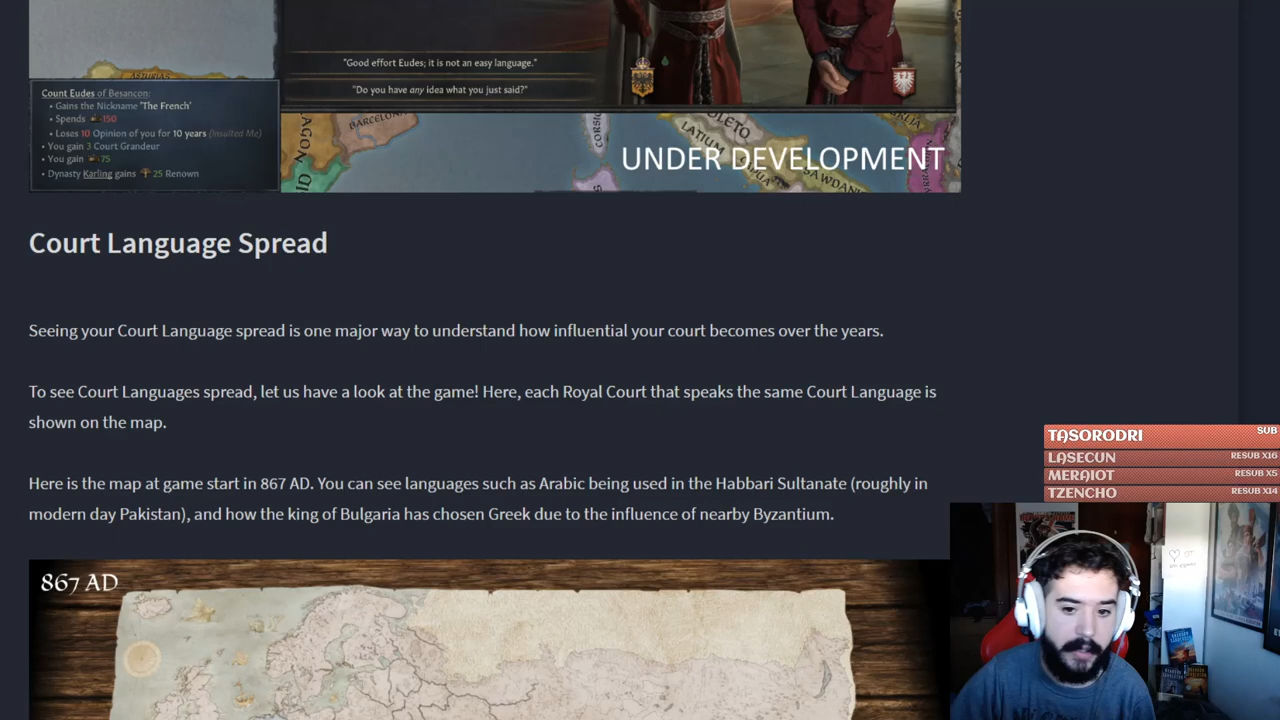 "Good effort Eudes; it is not an easy language."
"Do you have any idea what you just said?"
ASTURIAS
Count Eudes of Besancon:
• Gains the Nickname 'The French'
• Spends -150
• Loses 10 Opinion of you for 10 years (Insulted Me)
• You gain 3 Court Grandeur
• You gain 75
• Dynasty Karling gains 25 Renown
BARCELONA
LATIUM
UNDER DEVELOPMENT
Court Language Spread
Seeing your Court Language spread is one major way to understand how influential your court becomes over the years.
To see Court Languages spread, let us have a look at the game! Here, each Royal Court that speaks the same Court Language is
shown on the map.
Here is the map at game start in 867 AD. You can see languages such as Arabic being used in the Habbari Sultanate (roughly in
modern day Pakistan), and how the king of Bulgaria has chosen Greek due to the influence of nearby Byzantium.
867 AD
TASORODRI SUB
LASECUN RESUB X16
MERAIOT RESUB X5
TZENCHO RESUB X14